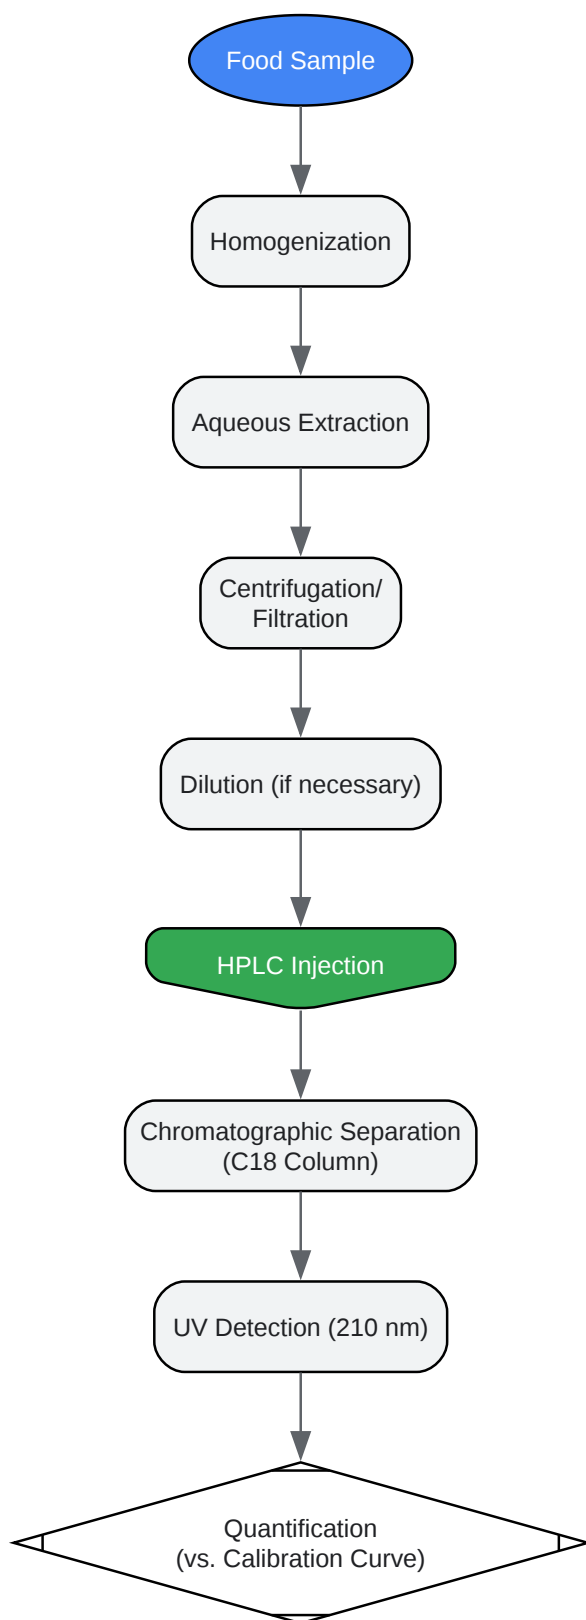 Food Sample
Homogenization
Aqueous Extraction
Centrifugation/
Filtration
Dilution (if necessary)
HPLC Injection
Chromatographic Separation
(C18 Column)
UV Detection (210 nm)
Quantification
(vs. Calibration Curve)